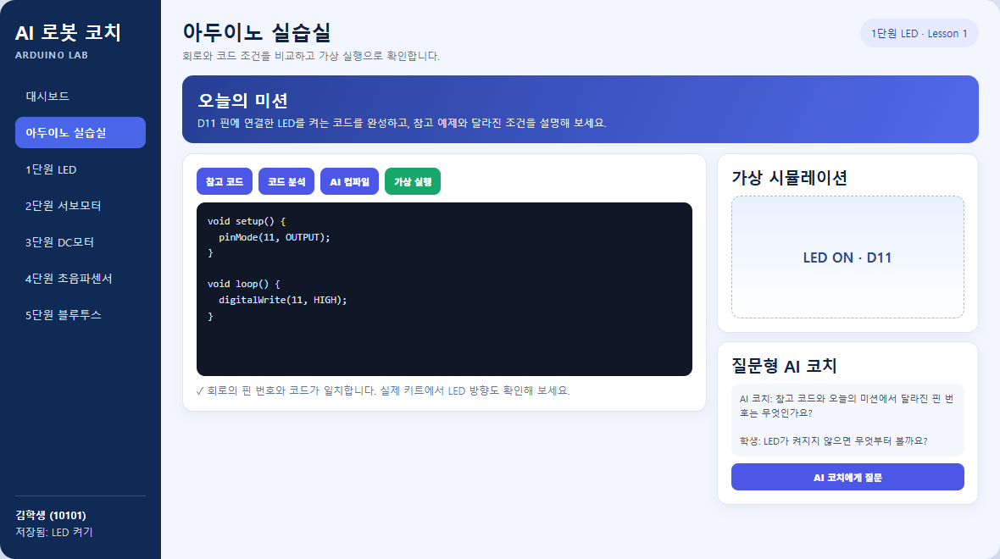 AI 로봇 코치
ARDUINO LAB
대시보드
아두이노 실습실
1단원 LED
2단원 서보모터
3단원 DC모터
4단원 초음파센서
5단원 블루투스
김학생 (10101)
저장됨: LED 켜기
아두이노 실습실
회로와 코드 조건을 비교하고 가상 실행으로 확인합니다.
1단원 LED · Lesson 1
오늘의 미션
D11 핀에 연결한 LED를 켜는 코드를 완성하고, 참고 예제와 달라진 조건을 설명해 보세요.
참고 코드
코드 분석
AI 컴파일
가상 실행
void setup() {
  pinMode(11, OUTPUT);
}
void loop() {
  digitalWrite(11, HIGH);
}
✓ 회로의 핀 번호와 코드가 일치합니다. 실제 키트에서 LED 방향도 확인해 보세요.
가상 시뮬레이션
LED ON · D11
질문형 AI 코치
AI 코치: 참고 코드와 오늘의 미션에서 달라진 핀 번
호는 무엇인가요?
학생: LED가 켜지지 않으면 무엇부터 볼까요?
AI 코치에게 질문